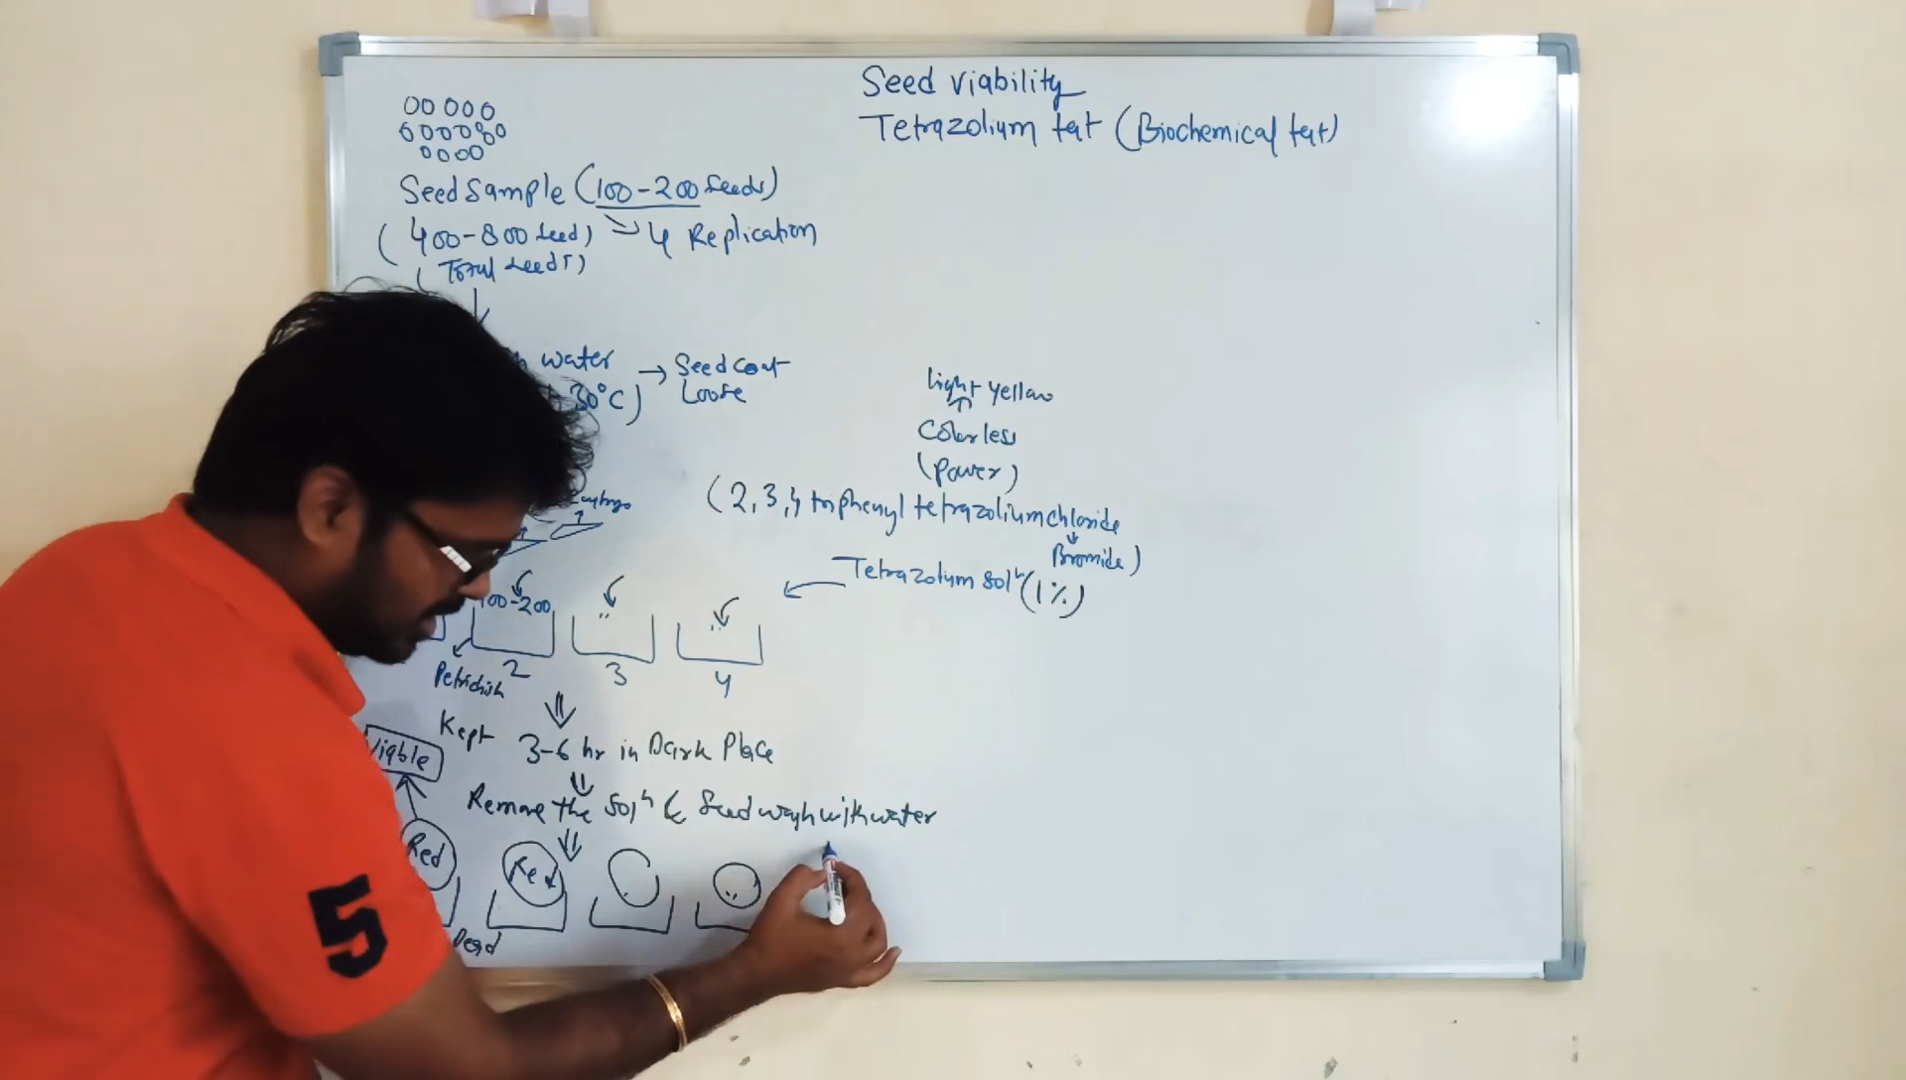 Seed viability
Tetrazolium test (Biochemical test)
Seed Sample (100-200 Seeds)
(400-800 Seed) => 4 Replication
(Total Seeds)
water → Seed coat
30°C) Loose
light yellow
Colorless
(Power)
(2,3,4 triphenyl tetrazolium chloride
Bromide)
Tetrazolum solⁿ (1%)
100-200
Petridish 2 3 4
Kept 3-6 hr in Dark Place
Viable
Remove the solⁿ & Seed wash with water
Red Red
Dead
5